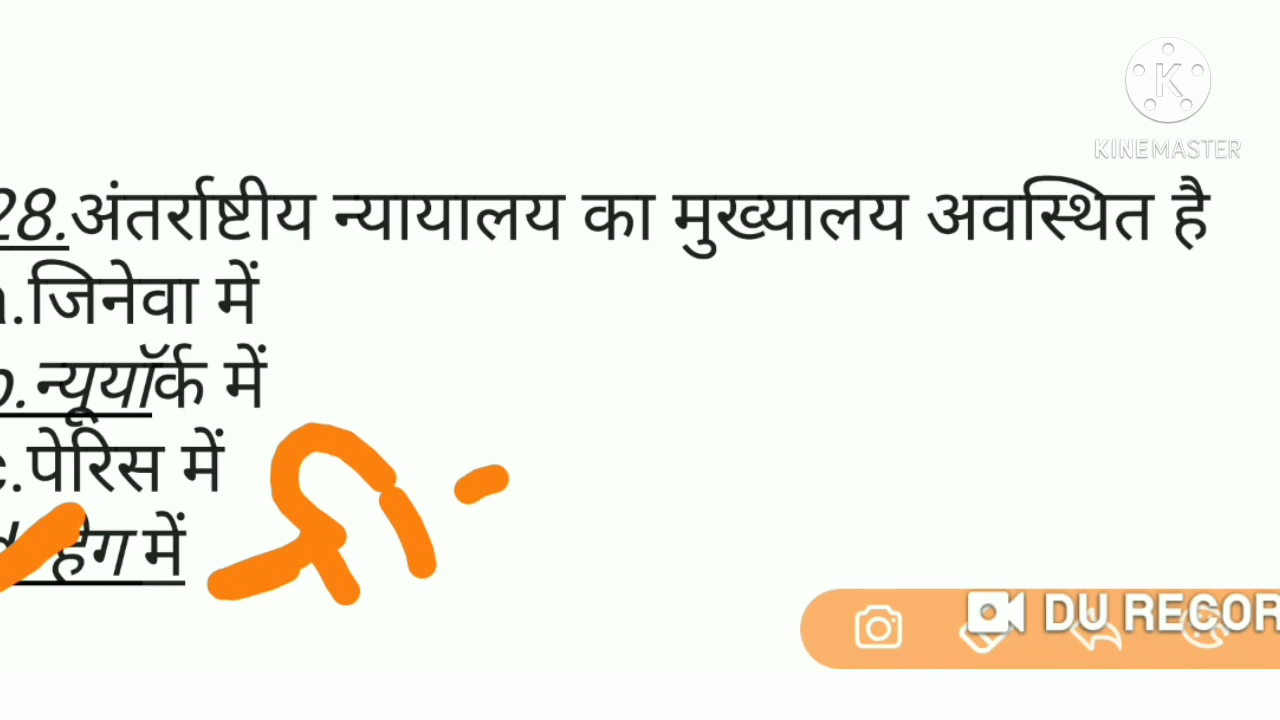 28.अंतर्राष्टीय न्यायालय का मुख्यालय अवस्थित है
a.जिनेवा में
b.न्यूयॉर्क में
c.पेरिस में
d हेग में
KINEMASTER
DU RECOR